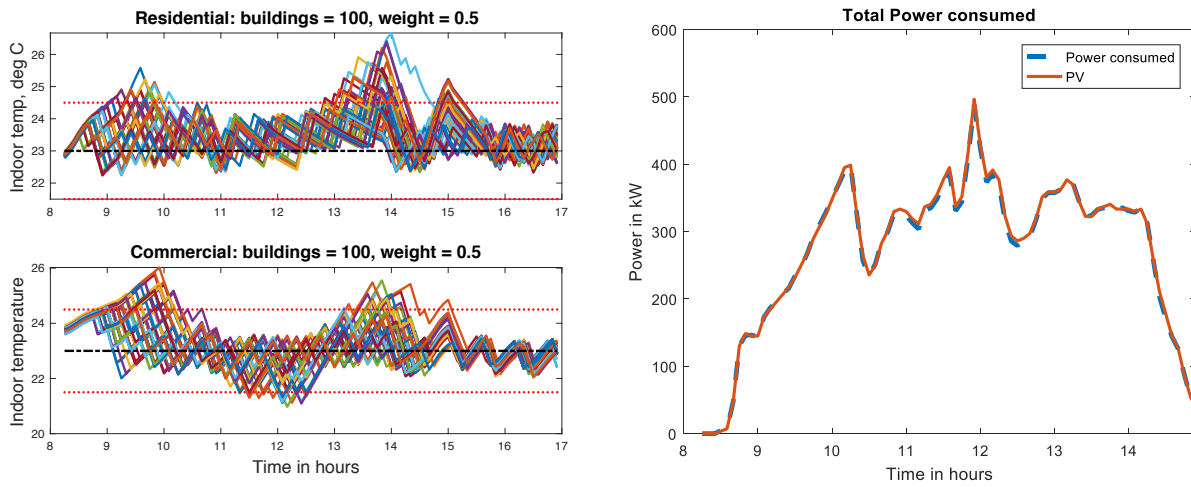 Residential: buildings = 100, weight = 0.5
Indoor temp, deg C
26
25
24
23
22
8 9 10 11 12 13 14 15 16 17
Commercial: buildings = 100, weight = 0.5
Indoor temperature
26
24
22
20
8 9 10 11 12 13 14 15 16 17
Time in hours
Total Power consumed
Power in kW
600
500
400
300
200
100
0
Power consumed
PV
8 9 10 11 12 13 14
Time in hours